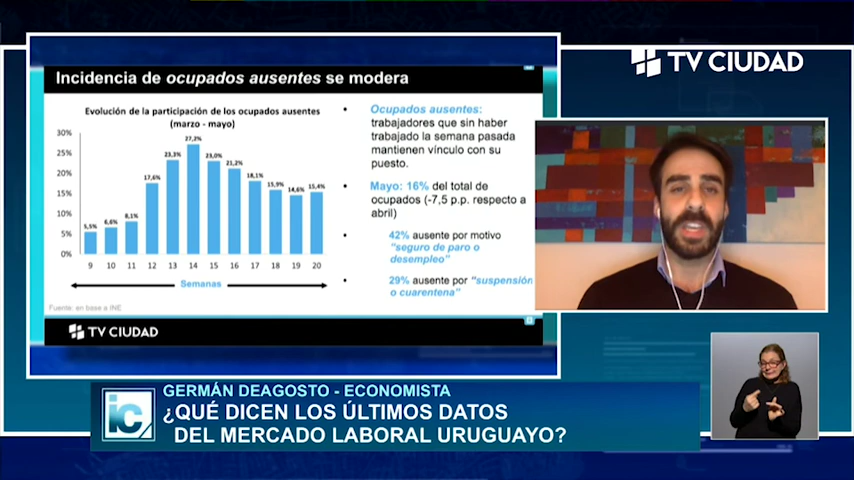 TV CIUDAD
Incidencia de ocupados ausentes se modera
Evolución de la participación de los ocupados ausentes
(marzo - mayo)
30%
25%
20%
15%
10%
5%
0%
5,5%
6,6%
8,1%
17,6%
23,3%
27,2%
23,0%
21,2%
18,1%
15,9%
14,6%
15,4%
9 10 11 12 13 14 15 16 17 18 19 20
Semanas
Fuente: en base a INE
• Ocupados ausentes:
trabajadores que sin haber
trabajado la semana pasada
mantienen vínculo con su
puesto.
• Mayo: 16% del total de
ocupados (-7,5 p.p. respecto a
abril)
• 42% ausente por motivo
"seguro de paro o
desempleo"
• 29% ausente por "suspensión
o cuarentena"
TV CIUDAD
GERMÁN DEAGOSTO - ECONOMISTA
ic
¿QUÉ DICEN LOS ÚLTIMOS DATOS
DEL MERCADO LABORAL URUGUAYO?